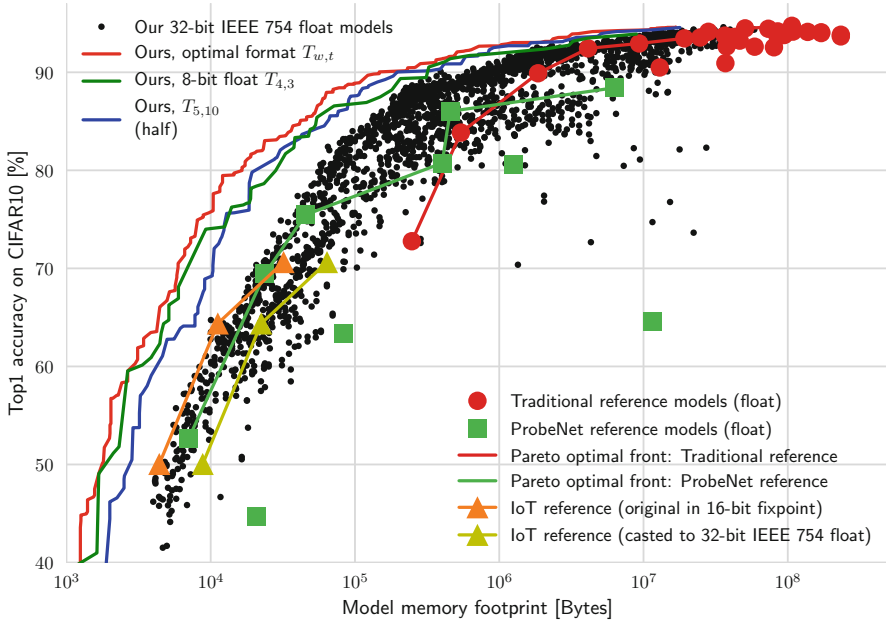 Our 32-bit IEEE 754 float models
Ours, optimal format $T_{w,t}$
Ours, 8-bit float $T_{4,3}$
Ours, $T_{5,10}$
(half)
Top1 accuracy on CIFAR10 [%]
90
80
70
60
50
40
Traditional reference models (float)
ProbeNet reference models (float)
Pareto optimal front: Traditional reference
Pareto optimal front: ProbeNet reference
IoT reference (original in 16-bit fixpoint)
IoT reference (casted to 32-bit IEEE 754 float)
$10^3$ $10^4$ $10^5$ $10^6$ $10^7$ $10^8$
Model memory footprint [Bytes]